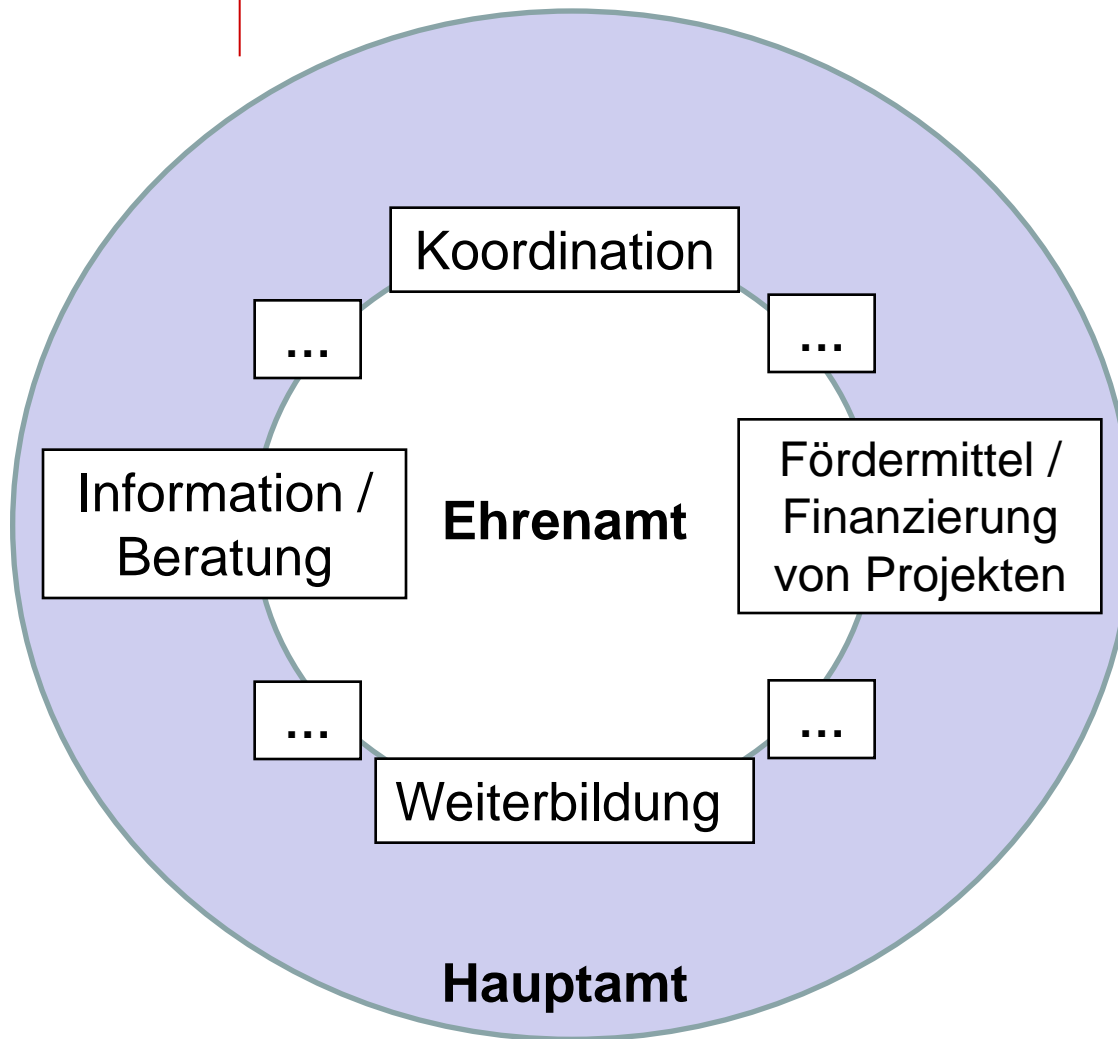 Koordination
...
...
Information /
Beratung
Ehrenamt
Fördermittel /
Finanzierung
von Projekten
...
...
Weiterbildung
Hauptamt